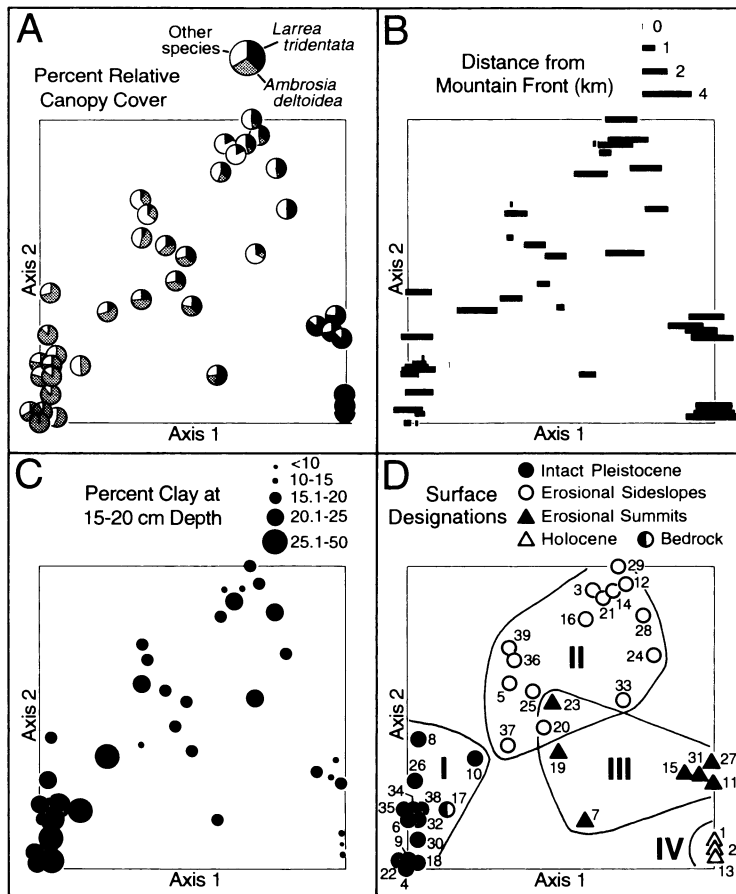 A
Other species
Larrea tridentata
Ambrosia deltoidea
Percent Relative
Canopy Cover
Axis 2
Axis 1
B
Distance from
Mountain Front (km)
0
1
2
4
Axis 2
Axis 1
C
Percent Clay at
15-20 cm Depth
<10
10-15
15.1-20
20.1-25
25.1-50
Axis 2
Axis 1
D
Surface
Designations
Intact Pleistocene
Erosional Sideslopes
Erosional Summits
Holocene
Bedrock
29
3
12
14
21
16
28
39
36
II
24
5
25
23
33
20
37
8
I
10
19
31
27
26
15
III
11
34
38
17
35
7
6
32
30
IV
1
2
9
18
13
22
4
Axis 2
Axis 1